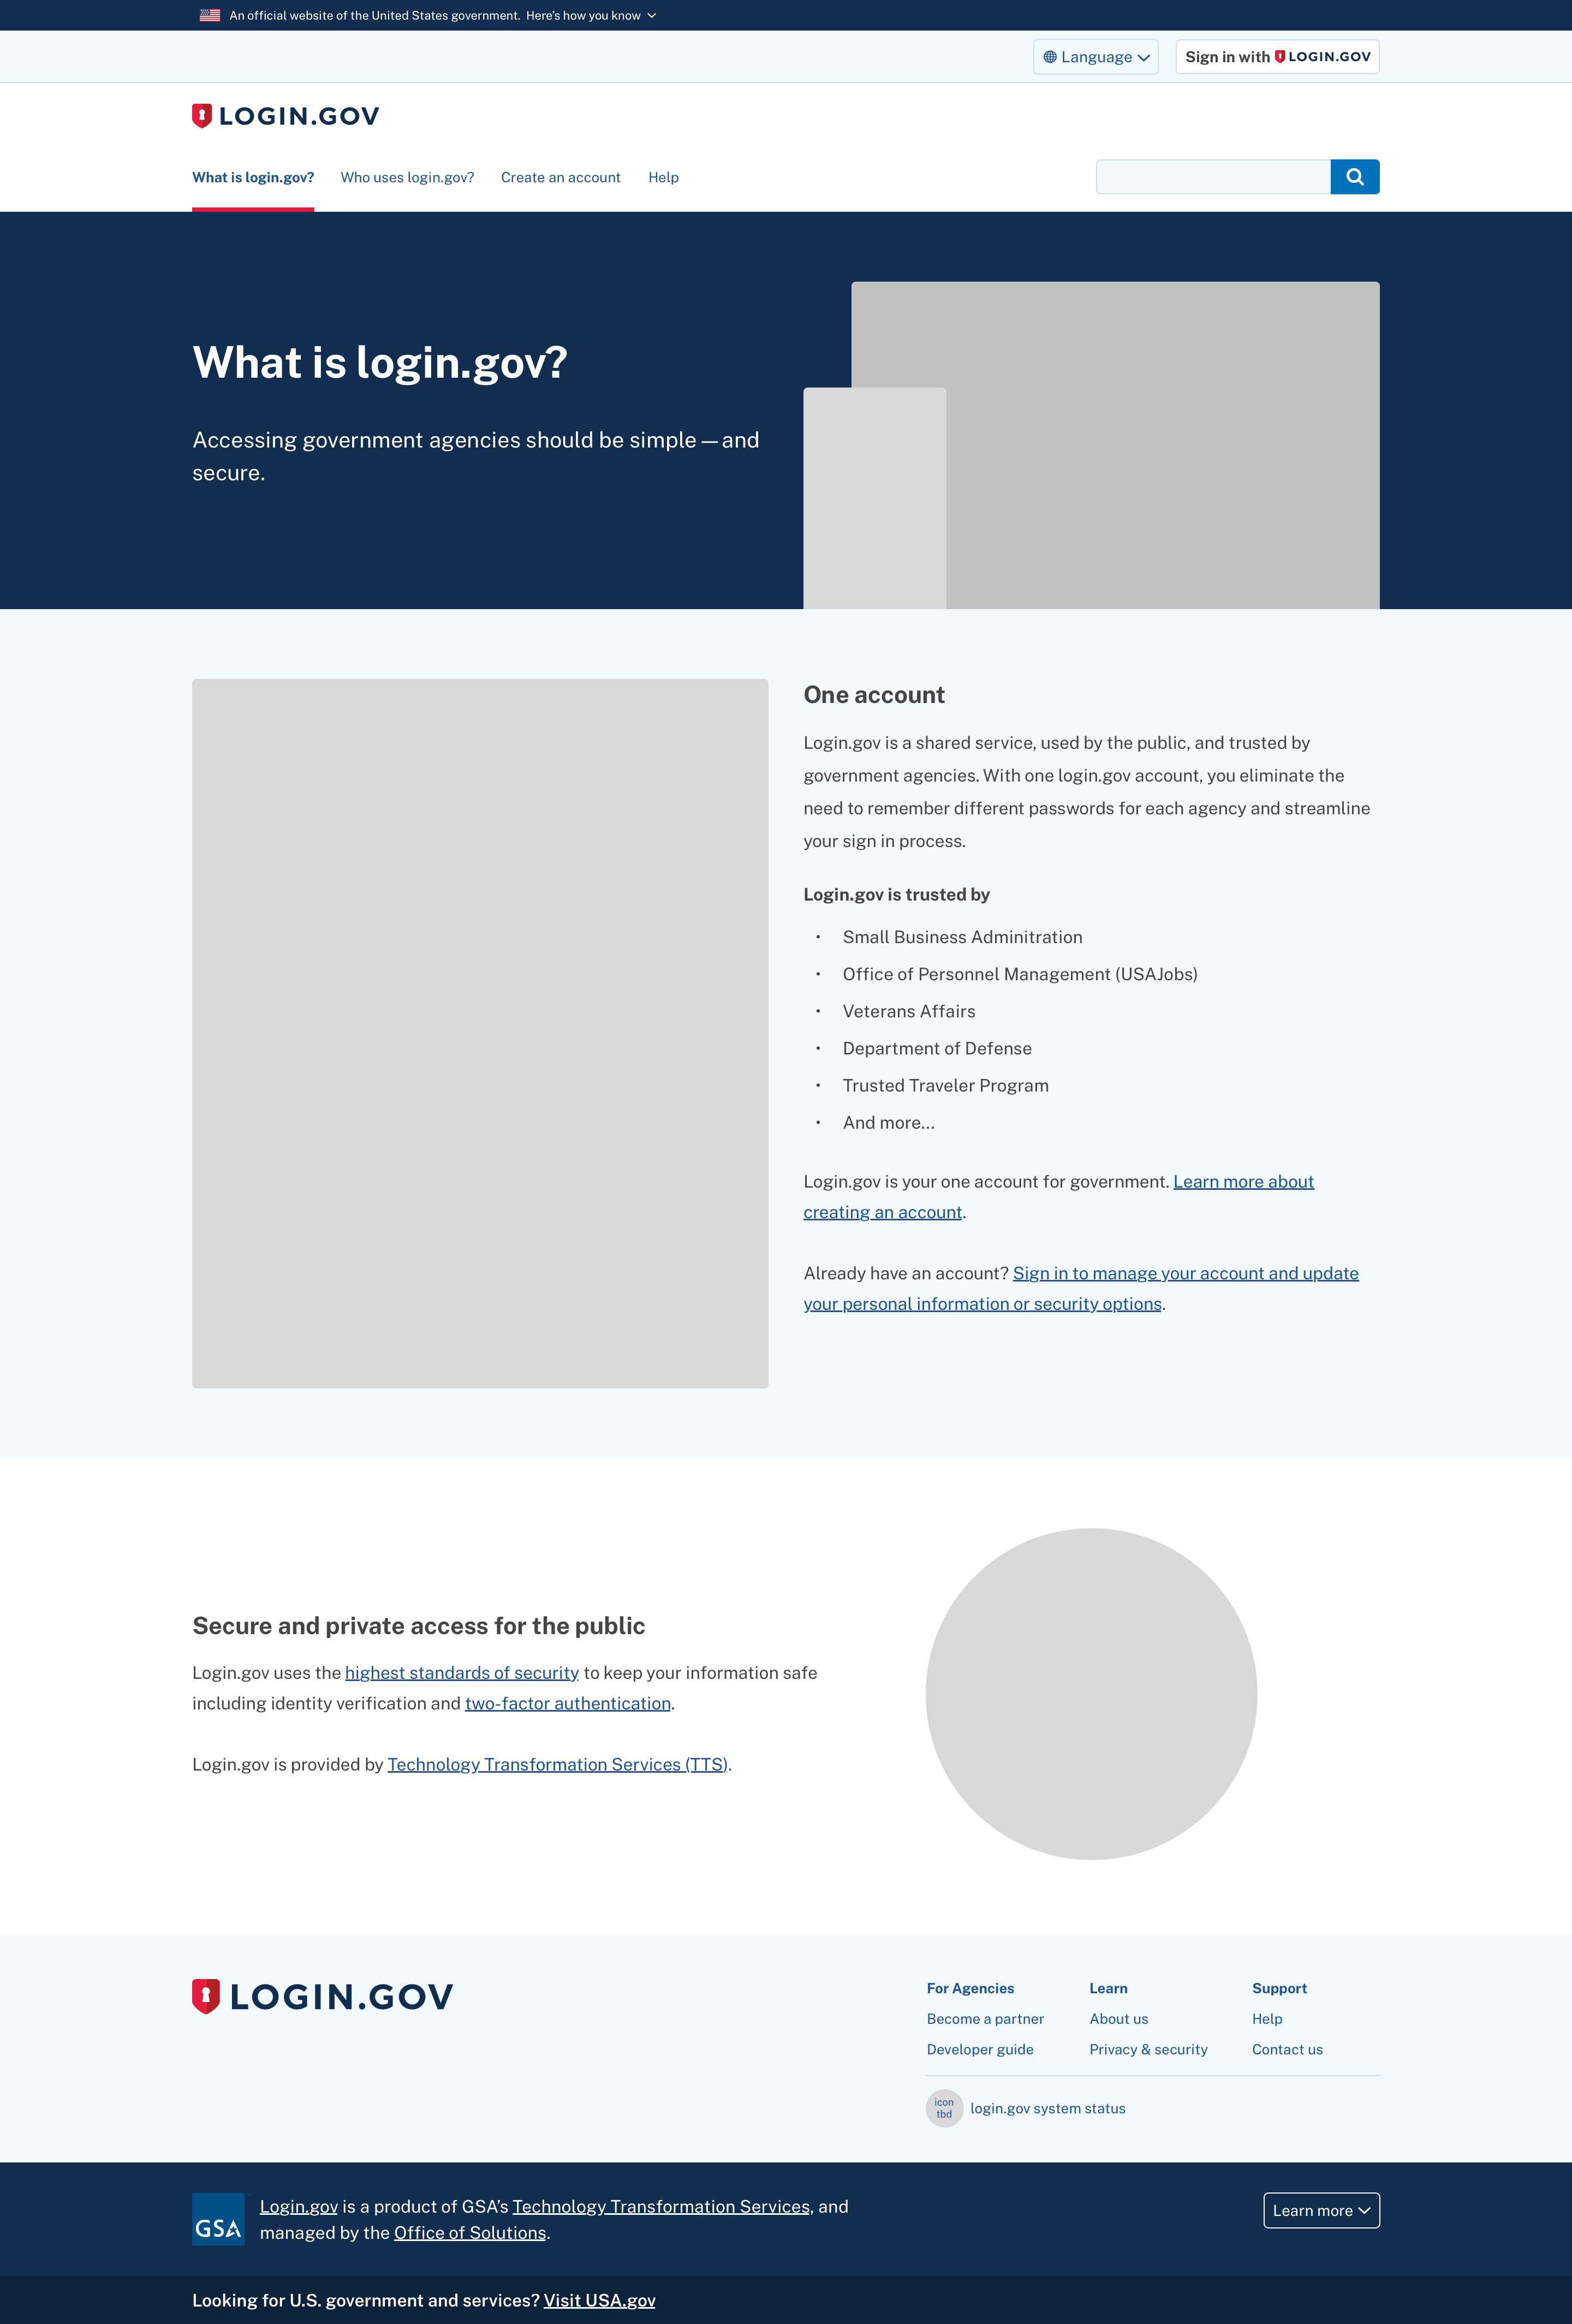 An official website of the United States government. Here's how you know
Language
Sign in with LOGIN.GOV
LOGIN.GOV
What is login.gov?
Who uses login.gov?
Create an account
Help
What is login.gov?
Accessing government agencies should be simple — and
secure.
One account
Login.gov is a shared service, used by the public, and trusted by
government agencies. With one login.gov account, you eliminate the
need to remember different passwords for each agency and streamline
your sign in process.
Login.gov is trusted by
• Small Business Adminitration
• Office of Personnel Management (USAJobs)
• Veterans Affairs
• Department of Defense
• Trusted Traveler Program
• And more...
Login.gov is your one account for government. Learn more about
creating an account.
Already have an account? Sign in to manage your account and update
your personal information or security options.
Secure and private access for the public
Login.gov uses the highest standards of security to keep your information safe
including identity verification and two-factor authentication.
Login.gov is provided by Technology Transformation Services (TTS).
LOGIN.GOV
For Agencies
Become a partner
Developer guide
Learn
About us
Privacy & security
Support
Help
Contact us
icon
tbd
login.gov system status
GSA
Login.gov is a product of GSA’s Technology Transformation Services, and
managed by the Office of Solutions.
Learn more
Looking for U.S. government and services? Visit USA.gov